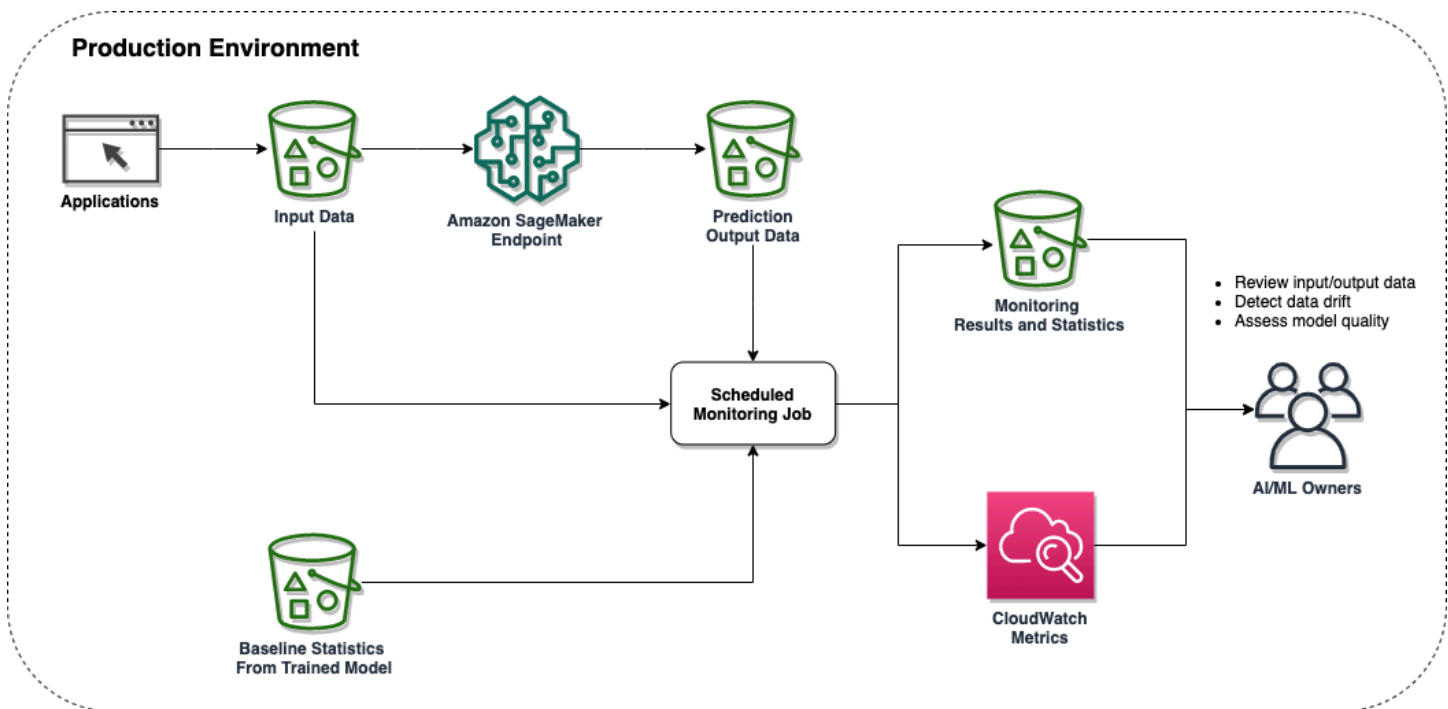 Production Environment
Applications
Input Data
Amazon SageMaker
Endpoint
Prediction
Output Data
Monitoring
Results and Statistics
• Review input/output data
• Detect data drift
• Assess model quality
Scheduled
Monitoring Job
AI/ML Owners
Baseline Statistics
From Trained Model
CloudWatch
Metrics